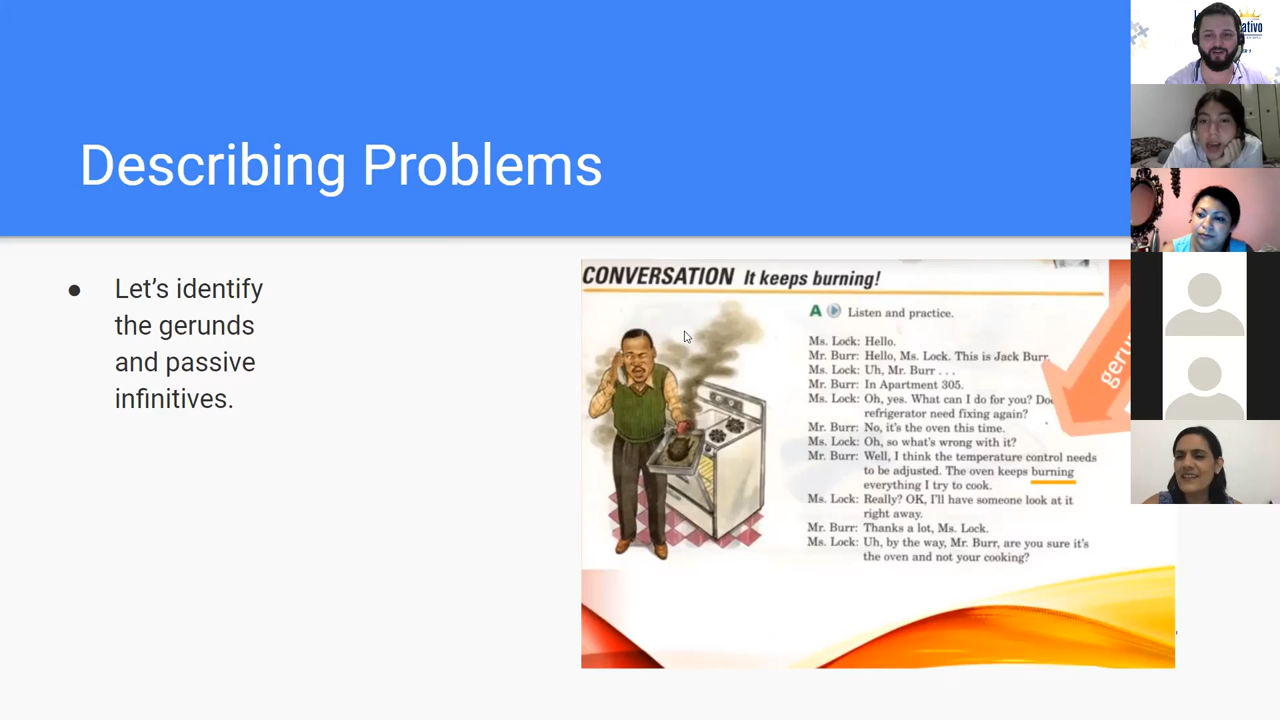 Describing Problems
● Let's identify
the gerunds
and passive
infinitives.
CONVERSATION It keeps burning!
A Listen and practice.
Ms. Lock: Hello.
Mr. Burr: Hello, Ms. Lock. This is Jack Burr
Ms. Lock: Uh, Mr. Burr . . .
Mr. Burr: In Apartment 305.
Ms. Lock: Oh, yes. What can I do for you?
refrigerator need fixing again?
Mr. Burr: No, it's the oven this time.
Ms. Lock: Oh, so what's wrong with it?
Mr. Burr: Well, I think the temperature control needs
to be adjusted. The oven keeps burning
everything I try to cook.
Ms. Lock: Really? OK, I'll have someone look at it
right away.
Mr. Burr: Thanks a lot, Ms. Lock.
Ms. Lock: Uh, by the way, Mr. Burr, are you sure it's
the oven and not your cooking?